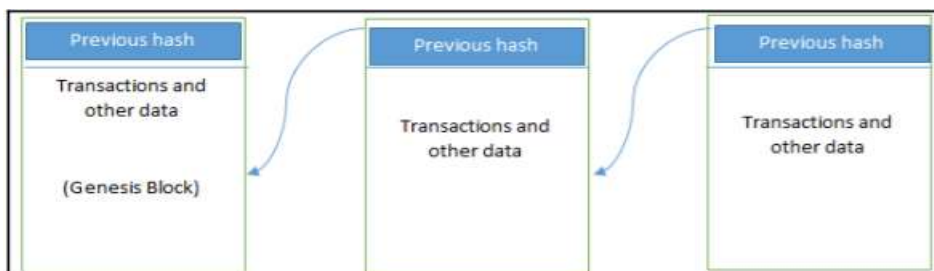 Previous hash
Transactions and
other data
(Genesis Block)
Previous hash
Transactions and
other data
Previous hash
Transactions and
other data